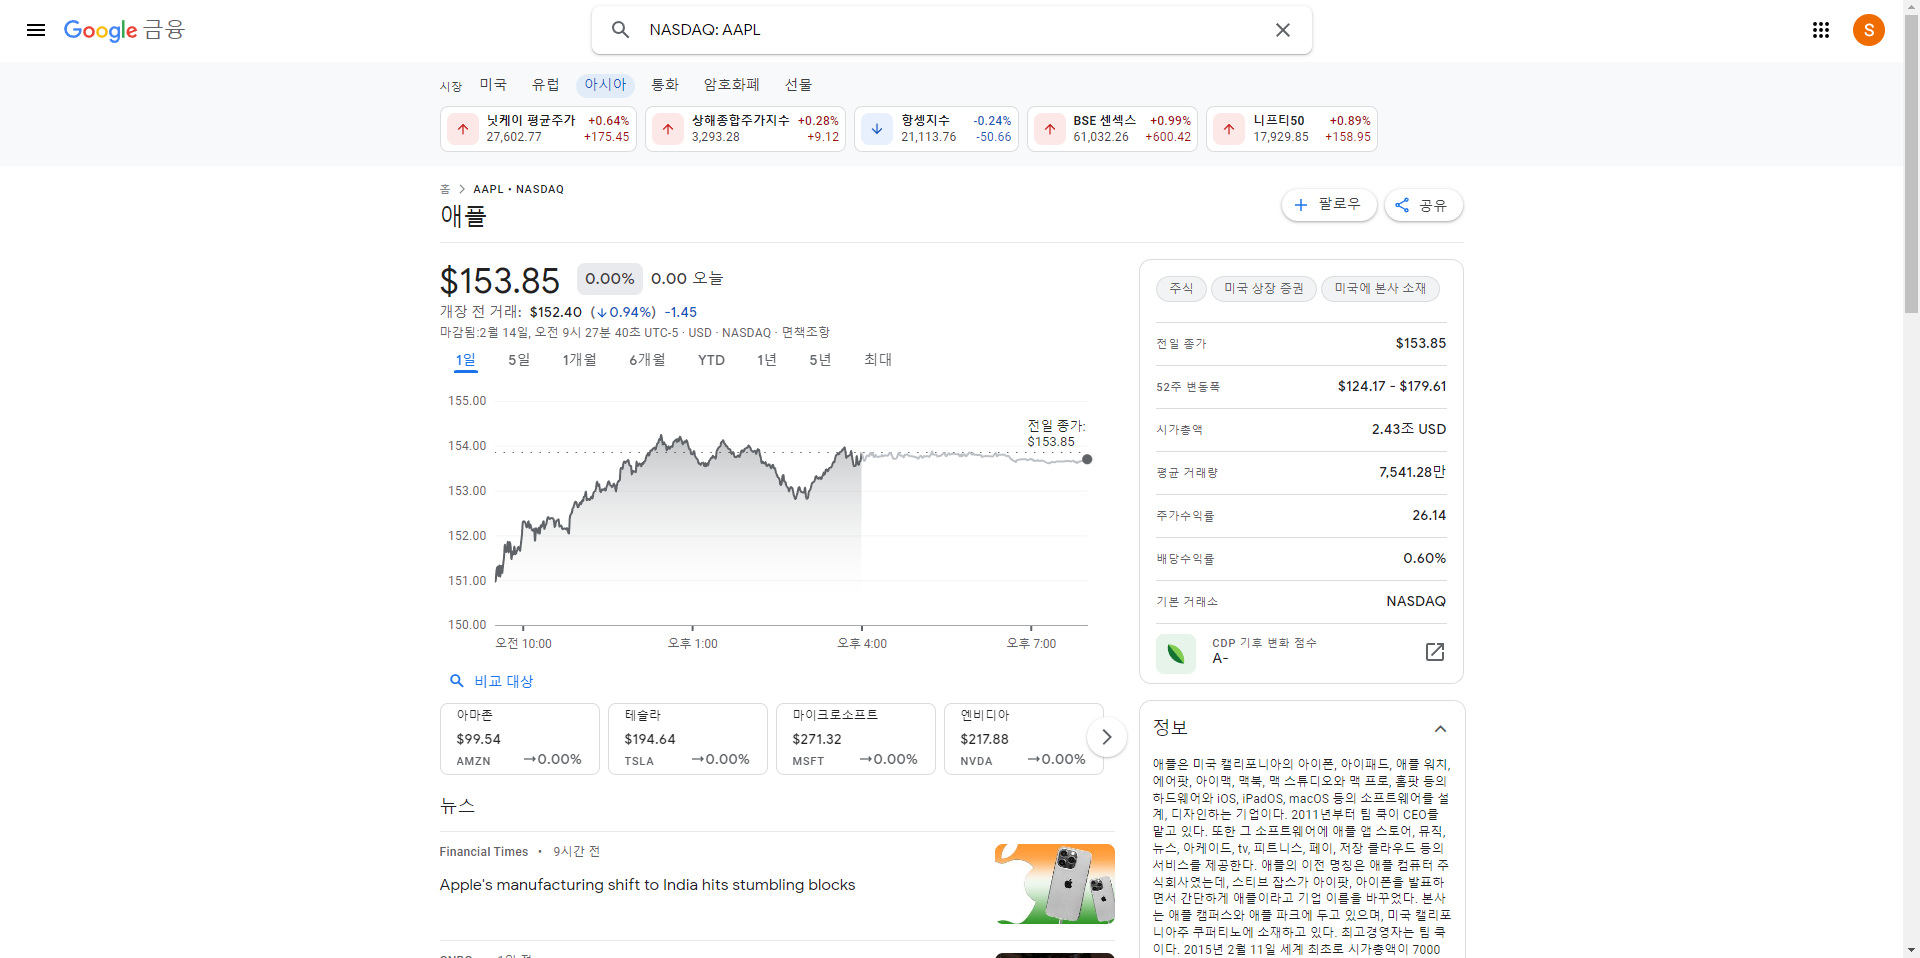 Google 금융
NASDAQ: AAPL
S
시장 미국 유럽 아시아 통화 암호화폐 선물
닛케이 평균주가 +0.64%
27,602.77 +175.45
상해종합주가지수 +0.28%
3,293.28 +9.12
항셍지수 -0.24%
21,113.76 -50.66
BSE 센섹스 +0.99%
61,032.26 +600.42
니프티50 +0.89%
17,929.85 +158.95
홈 AAPL • NASDAQ
애플
팔로우
공유
$153.85 0.00% 0.00 오늘
개장 전 거래: $152.40 (↓0.94%) -1.45
마감됨:2월 14일, 오전 9시 27분 40초 UTC-5 · USD · NASDAQ · 면책조항
1일 5일 1개월 6개월 YTD 1년 5년 최대
155.00
154.00
153.00
152.00
151.00
150.00
전일 종가:
$153.85
오전 10:00 오후 1:00 오후 4:00 오후 7:00
비교 대상
아마존
$99.54
AMZN →0.00%
테슬라
$194.64
TSLA →0.00%
마이크로소프트
$271.32
MSFT →0.00%
엔비디아
$217.88
NVDA →0.00%
뉴스
Financial Times • 9시간 전
Apple's manufacturing shift to India hits stumbling blocks
주식 미국 상장 증권 미국에 본사 소재
전일 종가 $153.85
52주 변동폭 $124.17 - $179.61
시가총액 2.43조 USD
평균 거래량 7,541.28만
주가수익률 26.14
배당수익률 0.60%
기본 거래소 NASDAQ
CDP 기후 변화 점수
A-
정보
애플은 미국 캘리포니아의 아이폰, 아이패드, 애플 워치,
에어팟, 아이맥, 맥북, 맥 스튜디오와 맥 프로, 홈팟 등의
하드웨어와 iOS, iPadOS, macOS 등의 소프트웨어를 설
계, 디자인하는 기업이다. 2011년부터 팀 쿡이 CEO를
맡고 있다. 또한 그 소프트웨어에 애플 앱 스토어, 뮤직,
뉴스, 아케이드, tv, 피트니스, 페이, 저장 클라우드 등의
서비스를 제공한다. 애플의 이전 명칭은 애플 컴퓨터 주
식회사였는데, 스티브 잡스가 아이팟, 아이폰을 발표하
면서 간단하게 애플이라고 기업 이름을 바꾸었다. 본사
는 애플 캠퍼스와 애플 파크에 두고 있으며, 미국 캘리포
니아주 쿠퍼티노에 소재하고 있다. 최고경영자는 팀 쿡
이다. 2015년 2월 11일 세계 최초로 시가총액이 7000